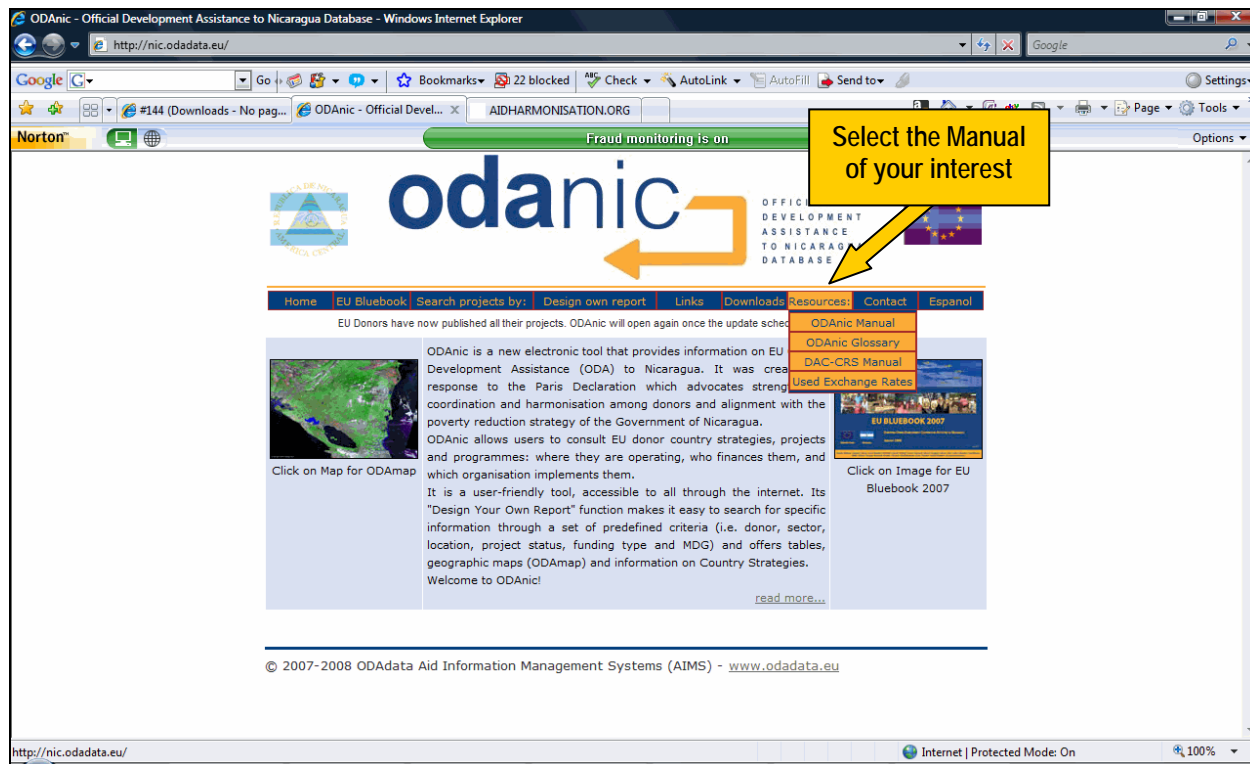 ODAnic - Official Development Assistance to Nicaragua Database - Windows Internet Explorer
http://nic.odadata.eu/
Google
Google
Go
Bookmarks
22 blocked
Check
AutoLink
AutoFill
Send to
Settings
#144 (Downloads - No pag...
ODAnic - Official Devel...
AIDHARMONISATION.ORG
Page
Tools
Norton
Fraud monitoring is on
Options
Select the Manual
of your interest
REPUBLICA DE NICARAGUA
AMERICA CENTRAL
odanic
DEVELOPMENT
ASSISTANCE
TO NICARAGUA
DATABASE
Home EU Bluebook Search projects by: Design own report Links Downloads Resources: Contact Espanol
EU Donors have now published all their projects. ODAnic will open again once the update sched
ODAnic Manual
ODAnic Glossary
DAC-CRS Manual
Used Exchange Rates
ODAnic is a new electronic tool that provides information on EU
Development Assistance (ODA) to Nicaragua. It was crea
response to the Paris Declaration which advocates streng
coordination and harmonisation among donors and alignment with the
poverty reduction strategy of the Government of Nicaragua.
ODAnic allows users to consult EU donor country strategies, projects
and programmes: where they are operating, who finances them, and
which organisation implements them.
It is a user-friendly tool, accessible to all through the internet. Its
"Design Your Own Report" function makes it easy to search for specific
information through a set of predefined criteria (i.e. donor, sector,
location, project status, funding type and MDG) and offers tables,
geographic maps (ODAmap) and information on Country Strategies.
Welcome to ODAnic!
read more...
Click on Map for ODAmap
EU BLUEBOOK 2007
Click on Image for EU
Bluebook 2007
© 2007-2008 ODAdata Aid Information Management Systems (AIMS) - www.odadata.eu
http://nic.odadata.eu/
Internet | Protected Mode: On
100%